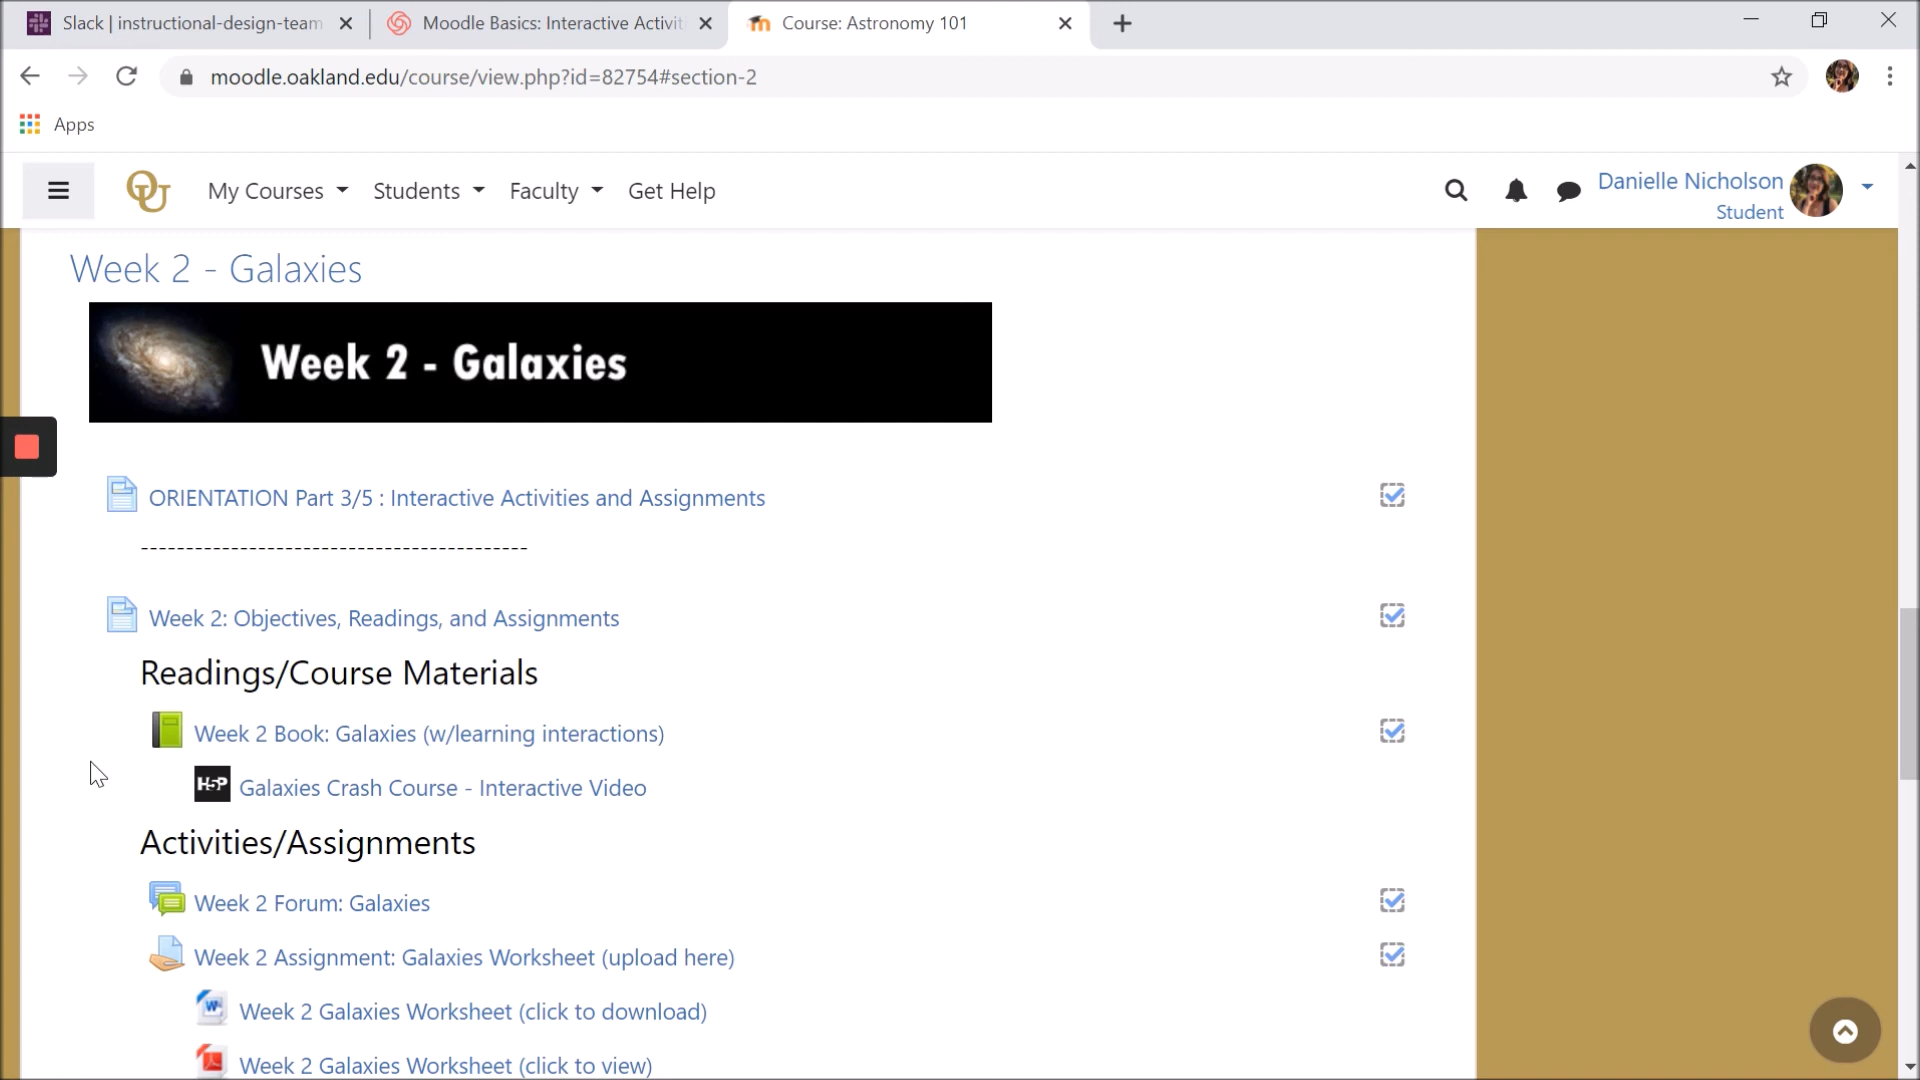 Slack | instructional-design-team
Moodle Basics: Interactive Activit
Course: Astronomy 101
moodle.oakland.edu/course/view.php?id=82754#section-2
Apps
OU
My Courses
Students
Faculty
Get Help
Danielle Nicholson
Student
Week 2 - Galaxies
Week 2 - Galaxies
ORIENTATION Part 3/5 : Interactive Activities and Assignments
-------------------------------------------
Week 2: Objectives, Readings, and Assignments
Readings/Course Materials
Week 2 Book: Galaxies (w/learning interactions)
H5P
Galaxies Crash Course - Interactive Video
Activities/Assignments
Week 2 Forum: Galaxies
Week 2 Assignment: Galaxies Worksheet (upload here)
W
Week 2 Galaxies Worksheet (click to download)
Week 2 Galaxies Worksheet (click to view)